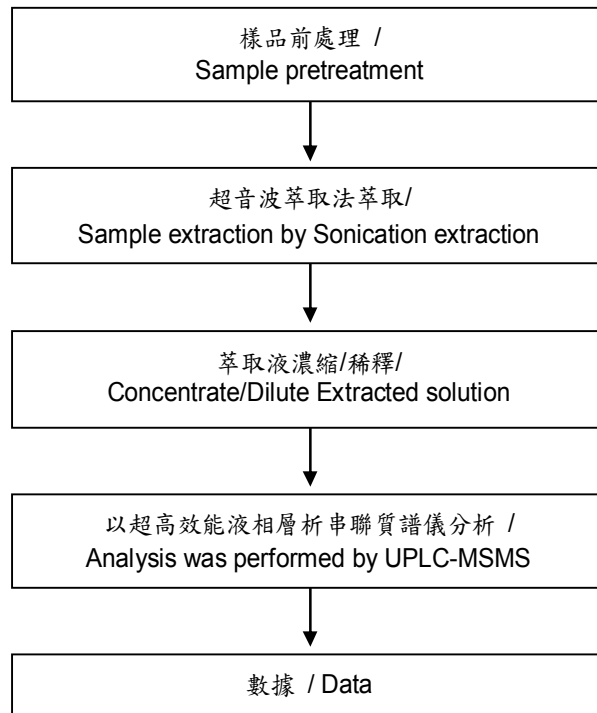 樣品前處理 /
Sample pretreatment
超音波萃取法萃取/
Sample extraction by Sonication extraction
萃取液濃縮/稀釋/
Concentrate/Dilute Extracted solution
以超高效能液相層析串聯質譜儀分析 /
Analysis was performed by UPLC-MSMS
數據 / Data